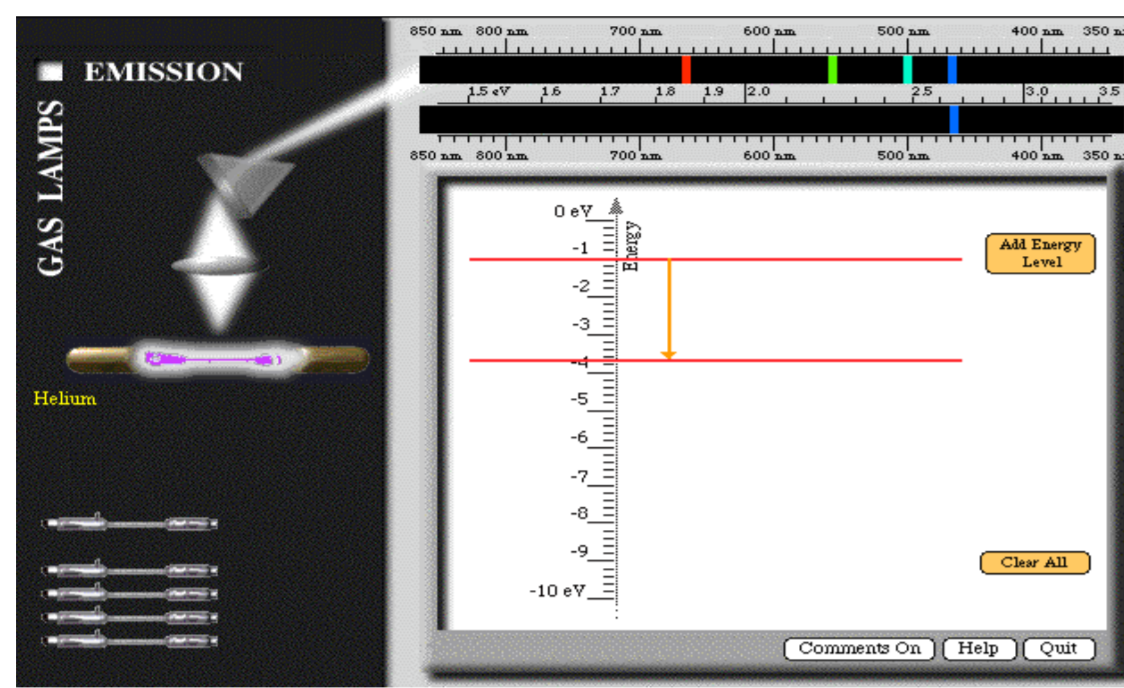 850 nm 800 nm 700 nm 600 nm 500 nm 400 nm 350 n
EMISSION
1.5 eV 1.6 1.7 1.8 1.9 2.0 2.5 3.0 3.5
850 nm 800 nm 700 nm 600 nm 500 nm 400 nm 350 n
GAS LAMPS
0 eV
Energy
-1
Add Energy
Level
-2
-3
-4
Helium
-5
-6
-7
-8
-9
Clear All
-10 eV
Comments On Help Quit